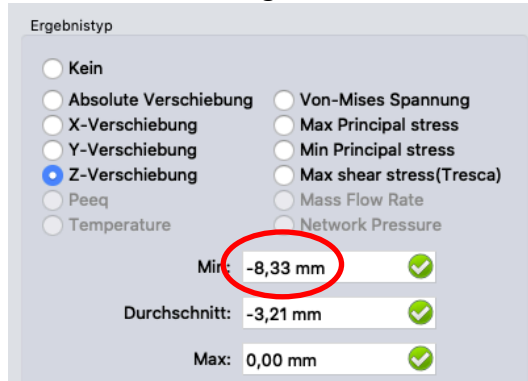 Ergebnistyp
Kein
Absolute Verschiebung Von-Mises Spannung
X-Verschiebung Max Principal stress
Y-Verschiebung Min Principal stress
Z-Verschiebung Max shear stress(Tresca)
Peeq Mass Flow Rate
Temperature Network Pressure
Min: -8,33 mm
Durchschnitt: -3,21 mm
Max: 0,00 mm